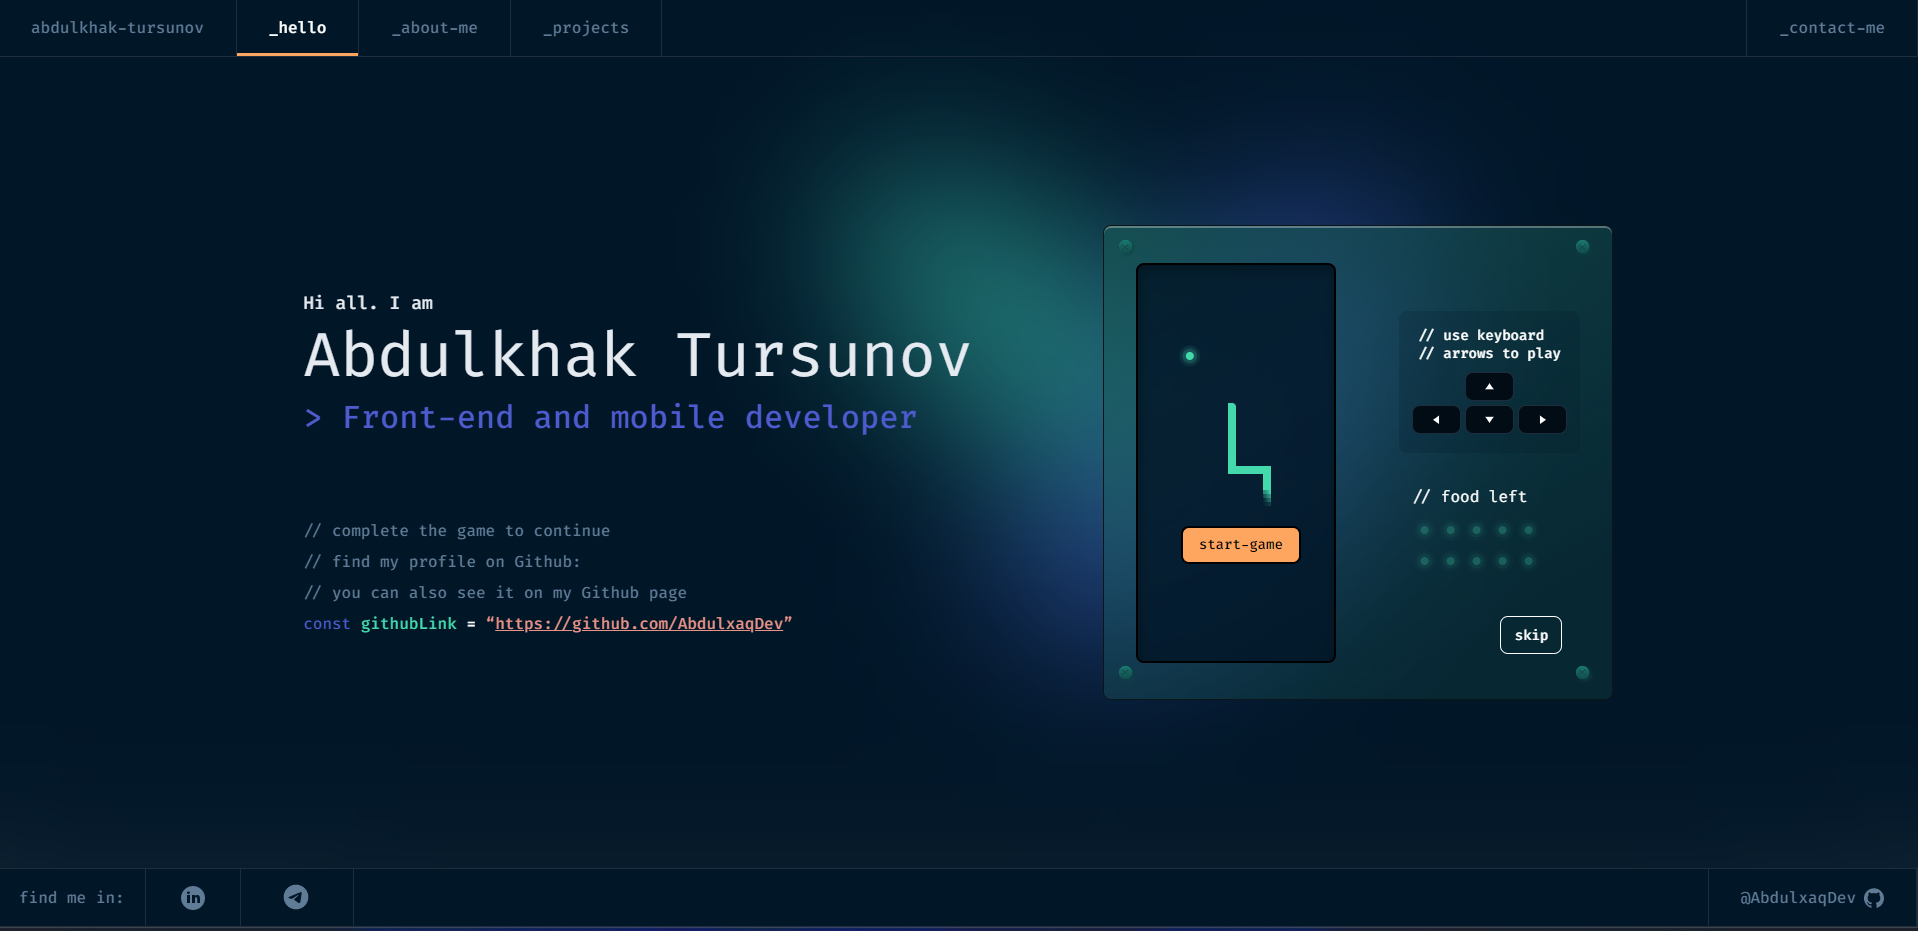 abdulkhak-tursunov
_hello
_about-me
_projects
_contact-me
Hi all. I am
Abdulkhak Tursunov
> Front-end and mobile developer
// complete the game to continue
// find my profile on Github:
// you can also see it on my Github page
const githubLink = “https://github.com/AbdulxaqDev”
start-game
// use keyboard
// arrows to play
// food left
skip
find me in:
in
@AbdulxaqDev